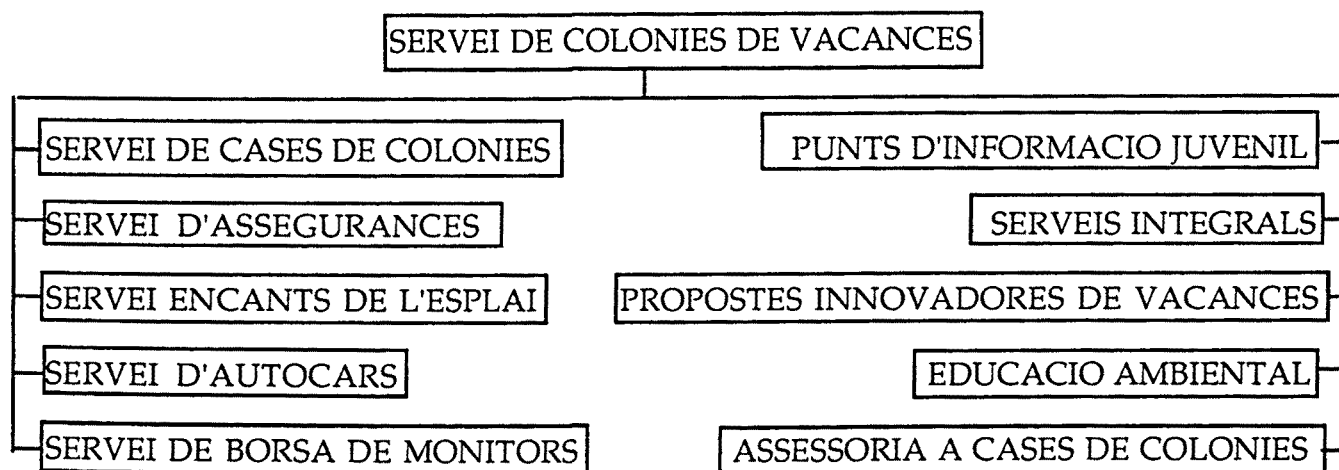 SERVEI DE COLONIES DE VACANCES
SERVEI DE CASES DE COLONIES
SERVEI D'ASSEGURANCES
SERVEI ENCANTS DE L'ESPLAI
SERVEI D'AUTOCARS
SERVEI DE BORSA DE MONITORS
PUNTS D'INFORMACIO JUVENIL
SERVEIS INTEGRALS
PROPOSTES INNOVADORES DE VACANCES
EDUCACIO AMBIENTAL
ASSESSORIA A CASES DE COLONIES